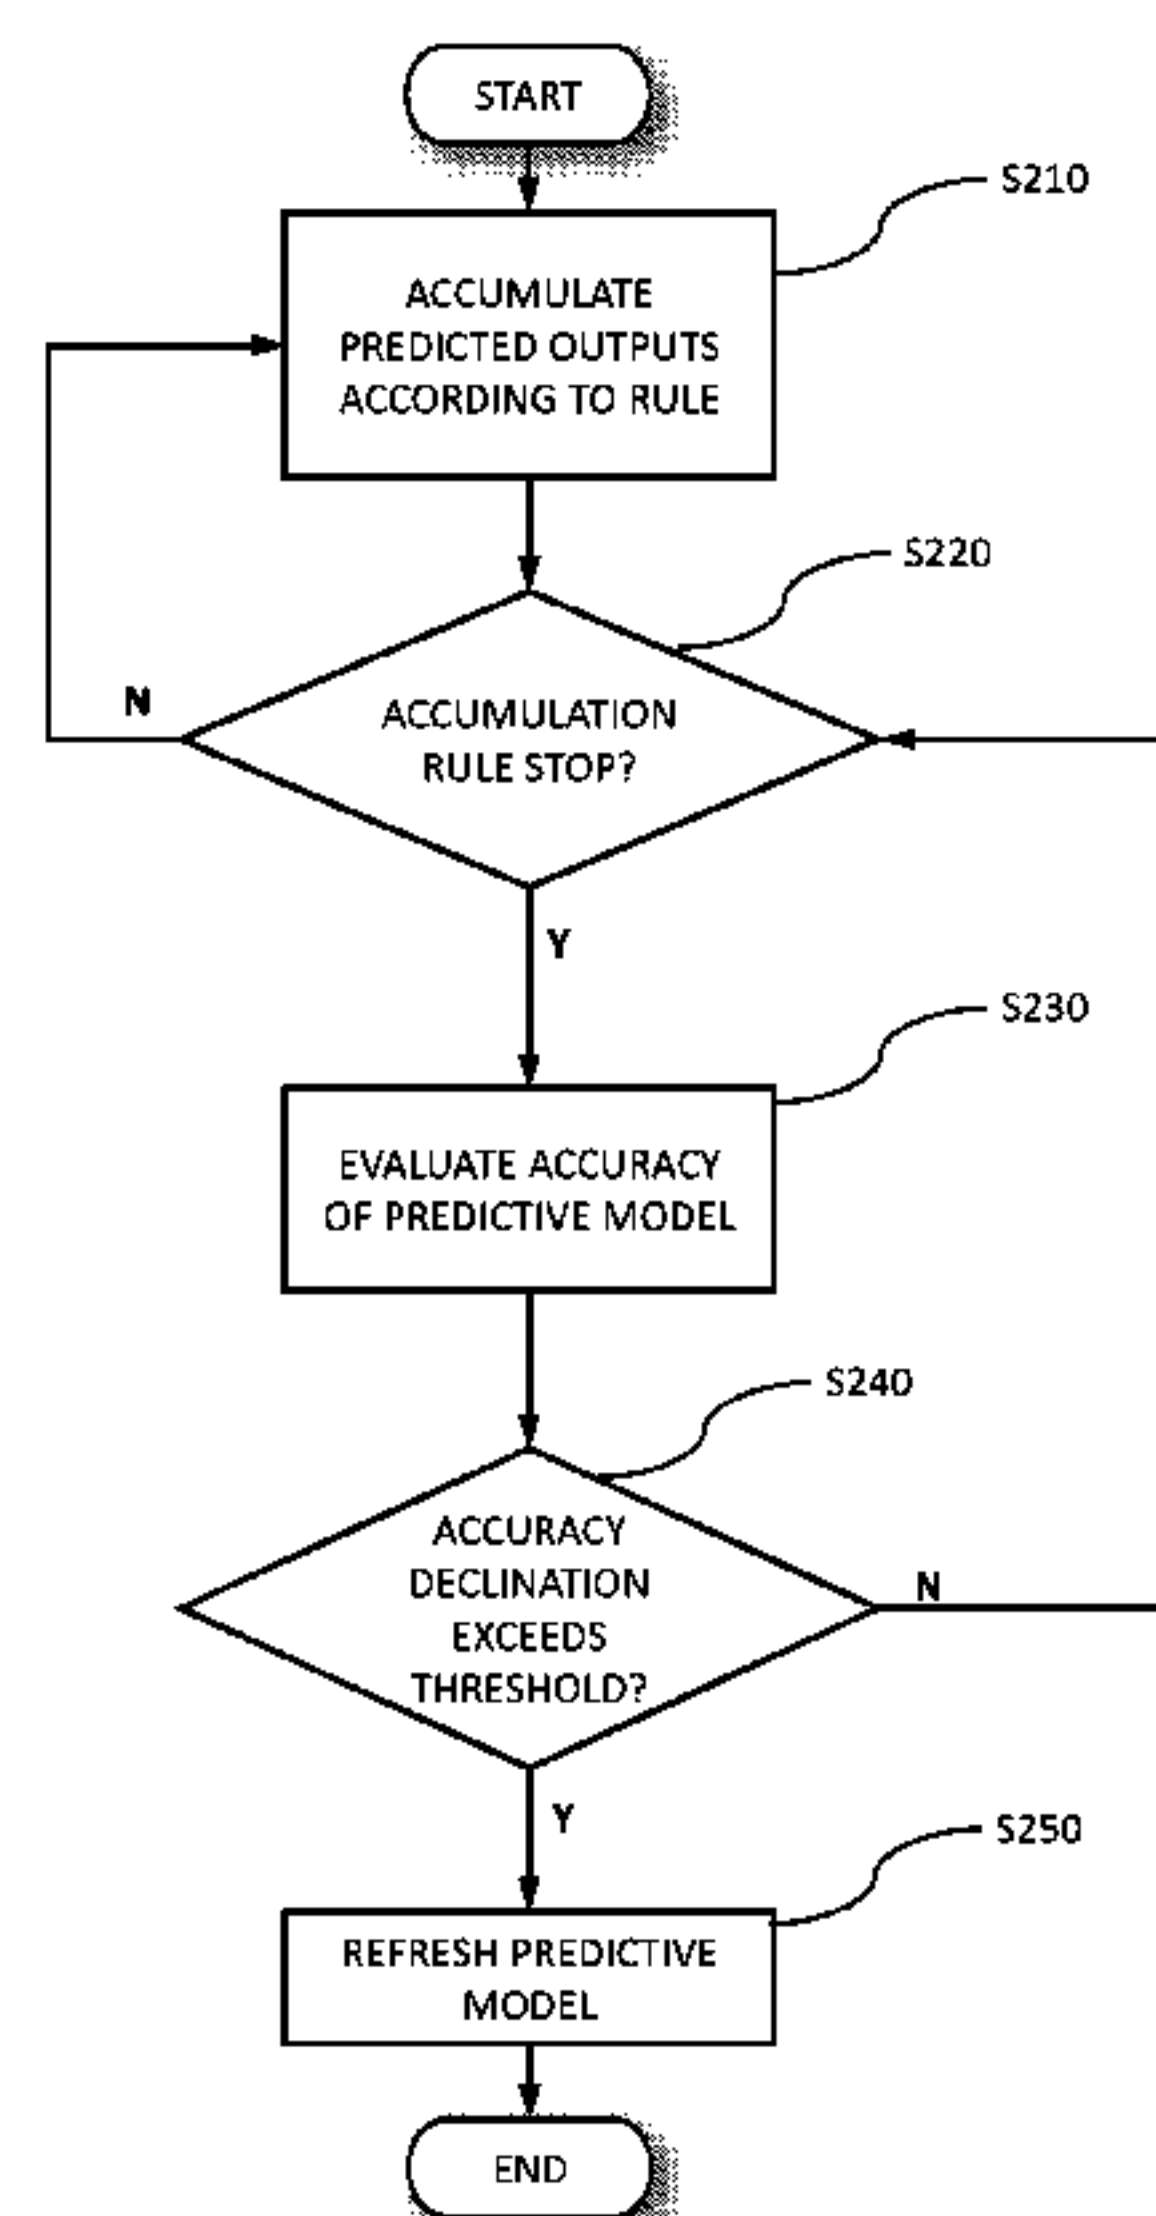 START
S210
ACCUMULATE
PREDICTED OUTPUTS
ACCORDING TO RULE
S220
N
ACCUMULATION
RULE STOP?
Y
S230
EVALUATE ACCURACY
OF PREDICTIVE MODEL
S240
ACCURACY
DECLINATION
EXCEEDS
THRESHOLD?
N
Y
S250
REFRESH PREDICTIVE
MODEL
END